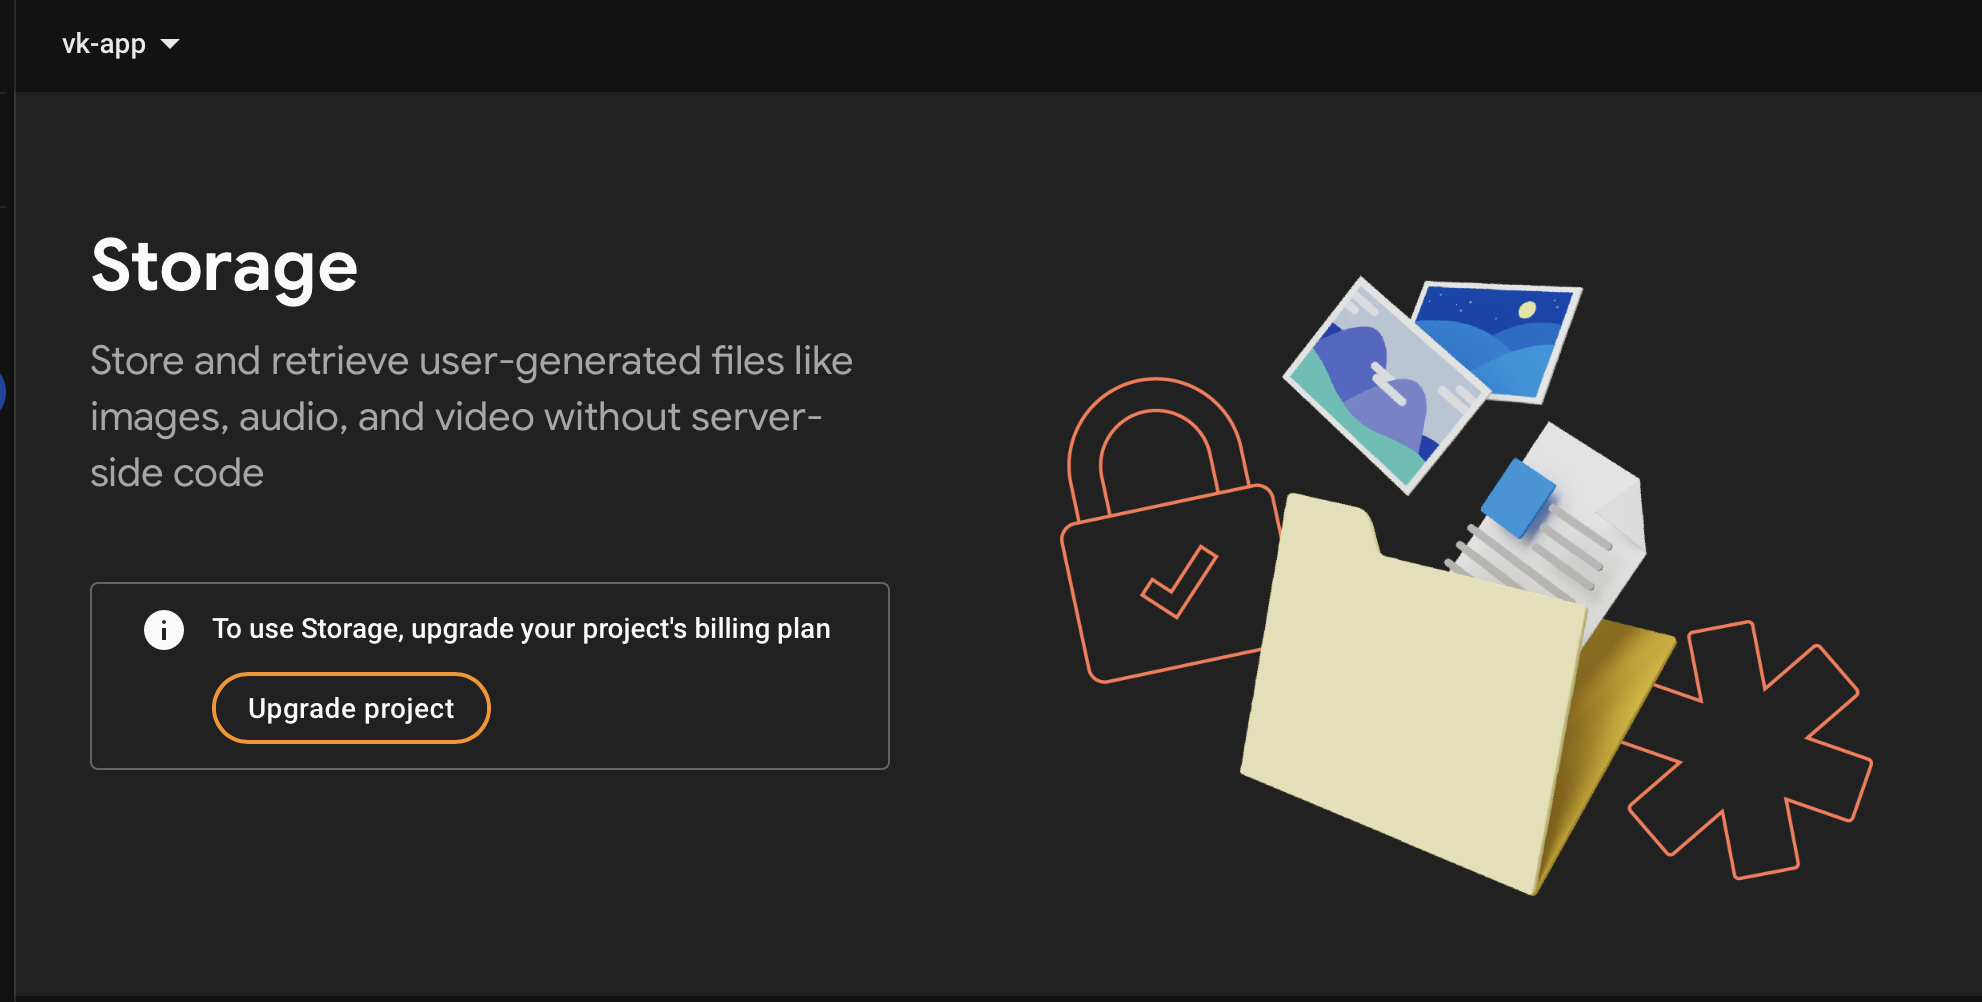 vk-app
Storage
Store and retrieve user-generated files like
images, audio, and video without server-
side code
To use Storage, upgrade your project's billing plan
Upgrade project